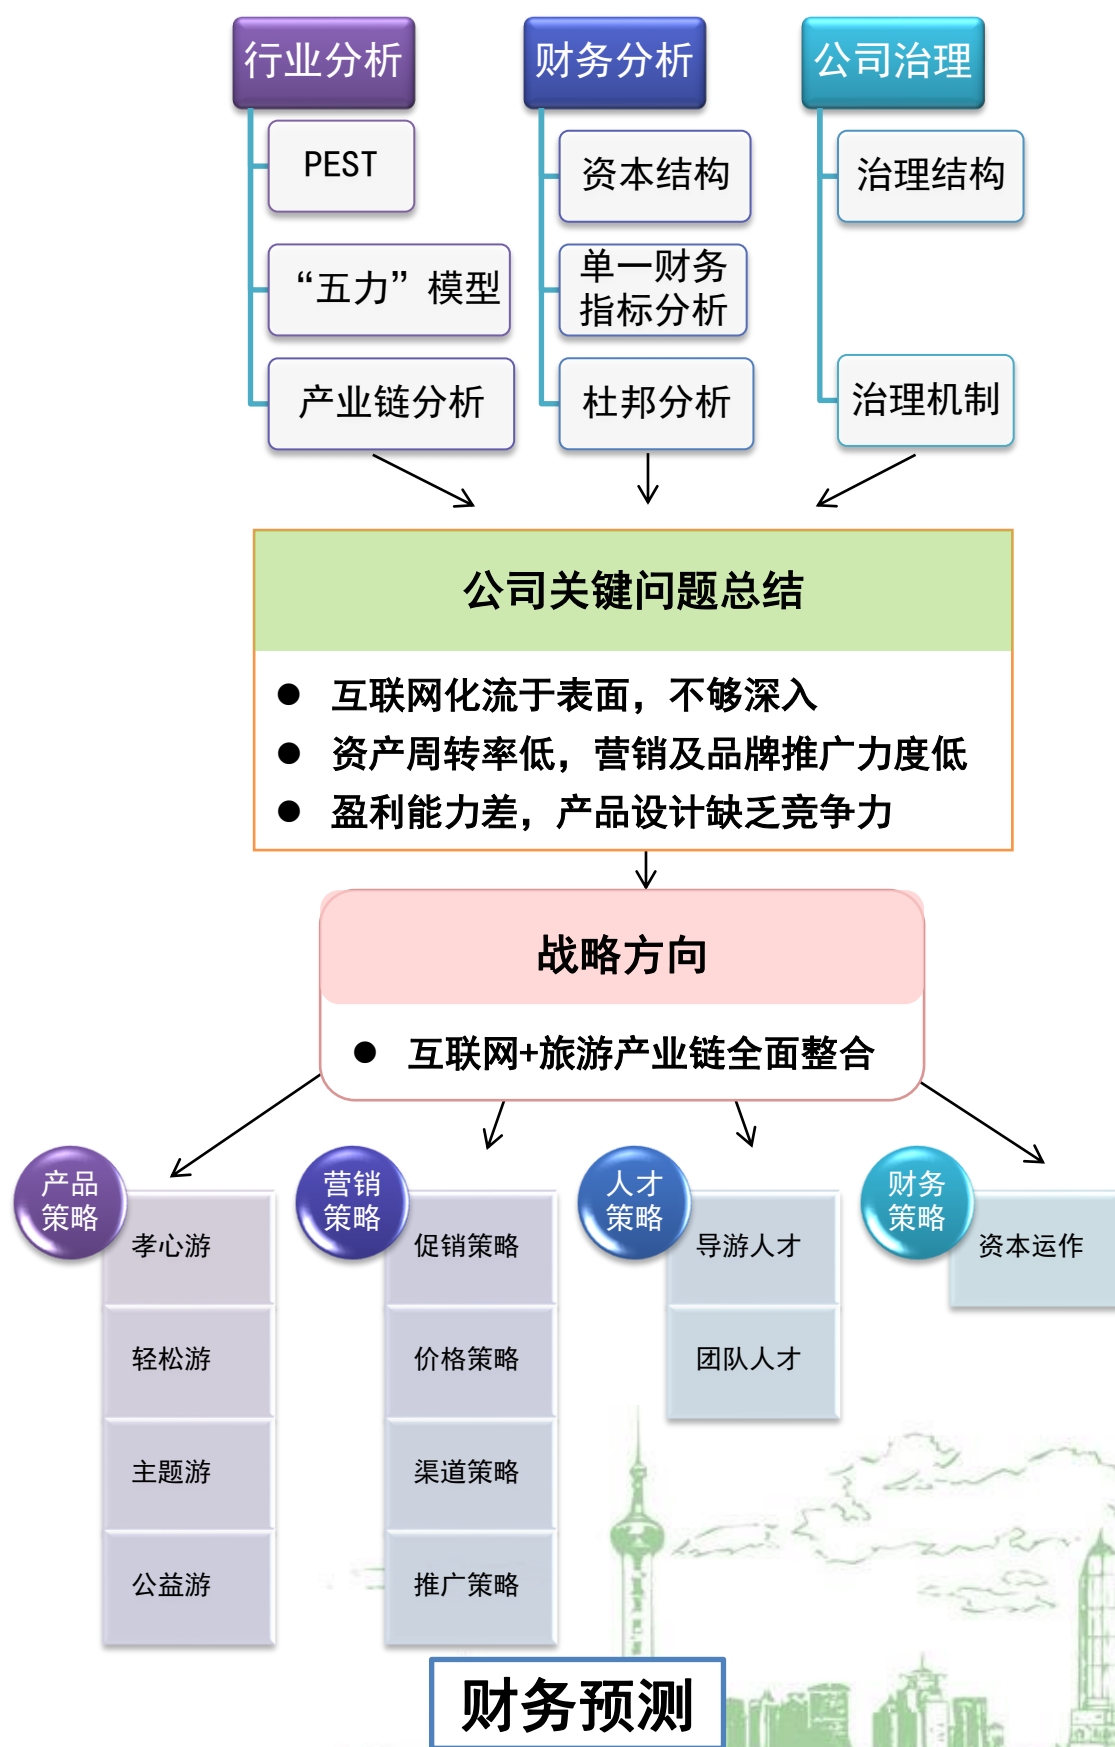 行业分析
财务分析
公司治理
PEST
资本结构
治理结构
“五力”模型
单一财务
指标分析
产业链分析
杜邦分析
治理机制
公司关键问题总结
● 互联网化流于表面，不够深入
● 资产周转率低，营销及品牌推广力度低
● 盈利能力差，产品设计缺乏竞争力
战略方向
● 互联网+旅游产业链全面整合
产品
策略
孝心游
轻松游
主题游
公益游
营销
策略
促销策略
价格策略
渠道策略
推广策略
人才
策略
导游人才
团队人才
财务
策略
资本运作
财务预测